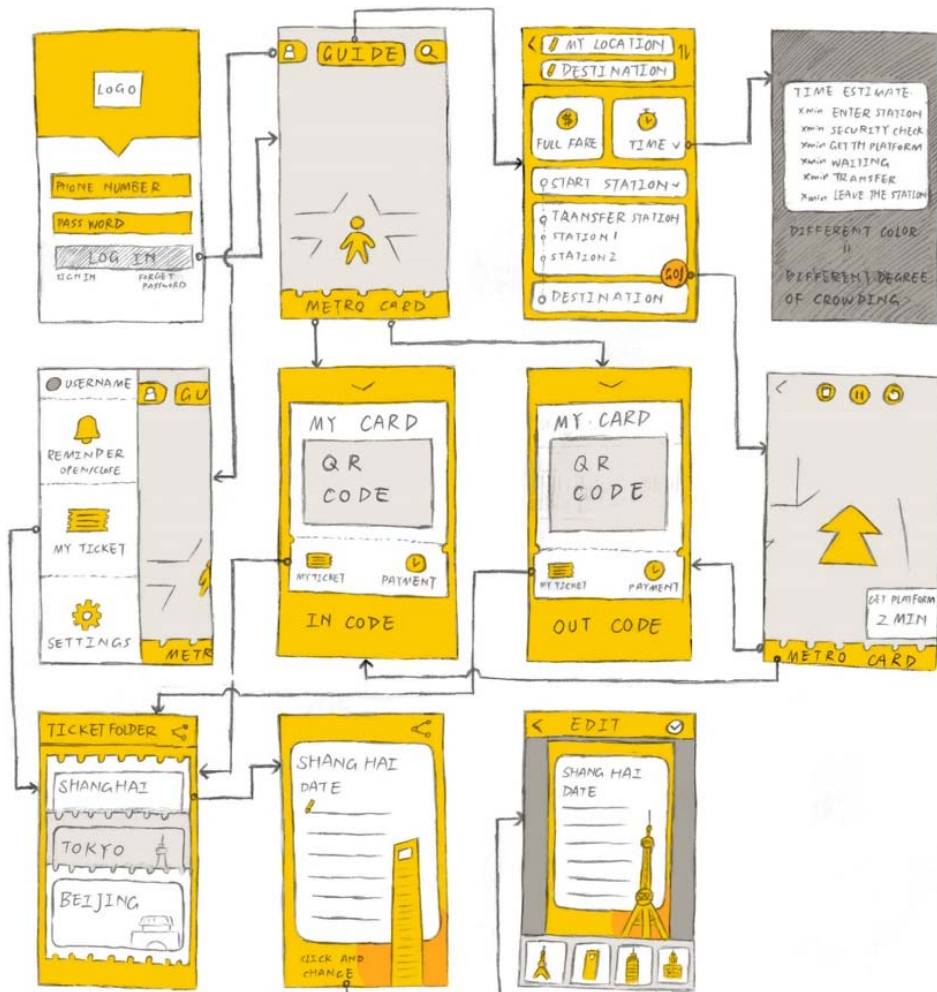 LOGO
PHONE NUMBER
PASS WORD
LOG IN
SIGN IN
FORGET
PASSWORD
GUIDE
METRO CARD
MY LOCATION
DESTINATION
FULL FARE
TIME
START STATION
TRANSFER STATION
STATION 1
STATION 2
GO!
DESTINATION
TIME ESTIMATE
xmin ENTER STATION
xmin SECURITY CHECK
xmin GET TM PLATFORM
xmin WAITING
xmin TRANSFER
xmin LEAVE THE STATION
DIFFERENT COLOR
=
DIFFERENT DEGREE
OF CROWDING
USERNAME
REMINDER
OPEN/CLOSE
MY TICKET
SETTINGS
GU
METR
MY CARD
QR
CODE
MY TICKET
PAYMENT
IN CODE
MY CARD
QR
CODE
MY TICKET
PAYMENT
OUT CODE
GET PLATFORM
2 MIN
METRO CARD
TICKET FOLDER
SHANGHAI
TOKYO
BEIJING
SHANG HAI
DATE
CLICK AND
CHANGE
< EDIT
SHANG HAI
DATE